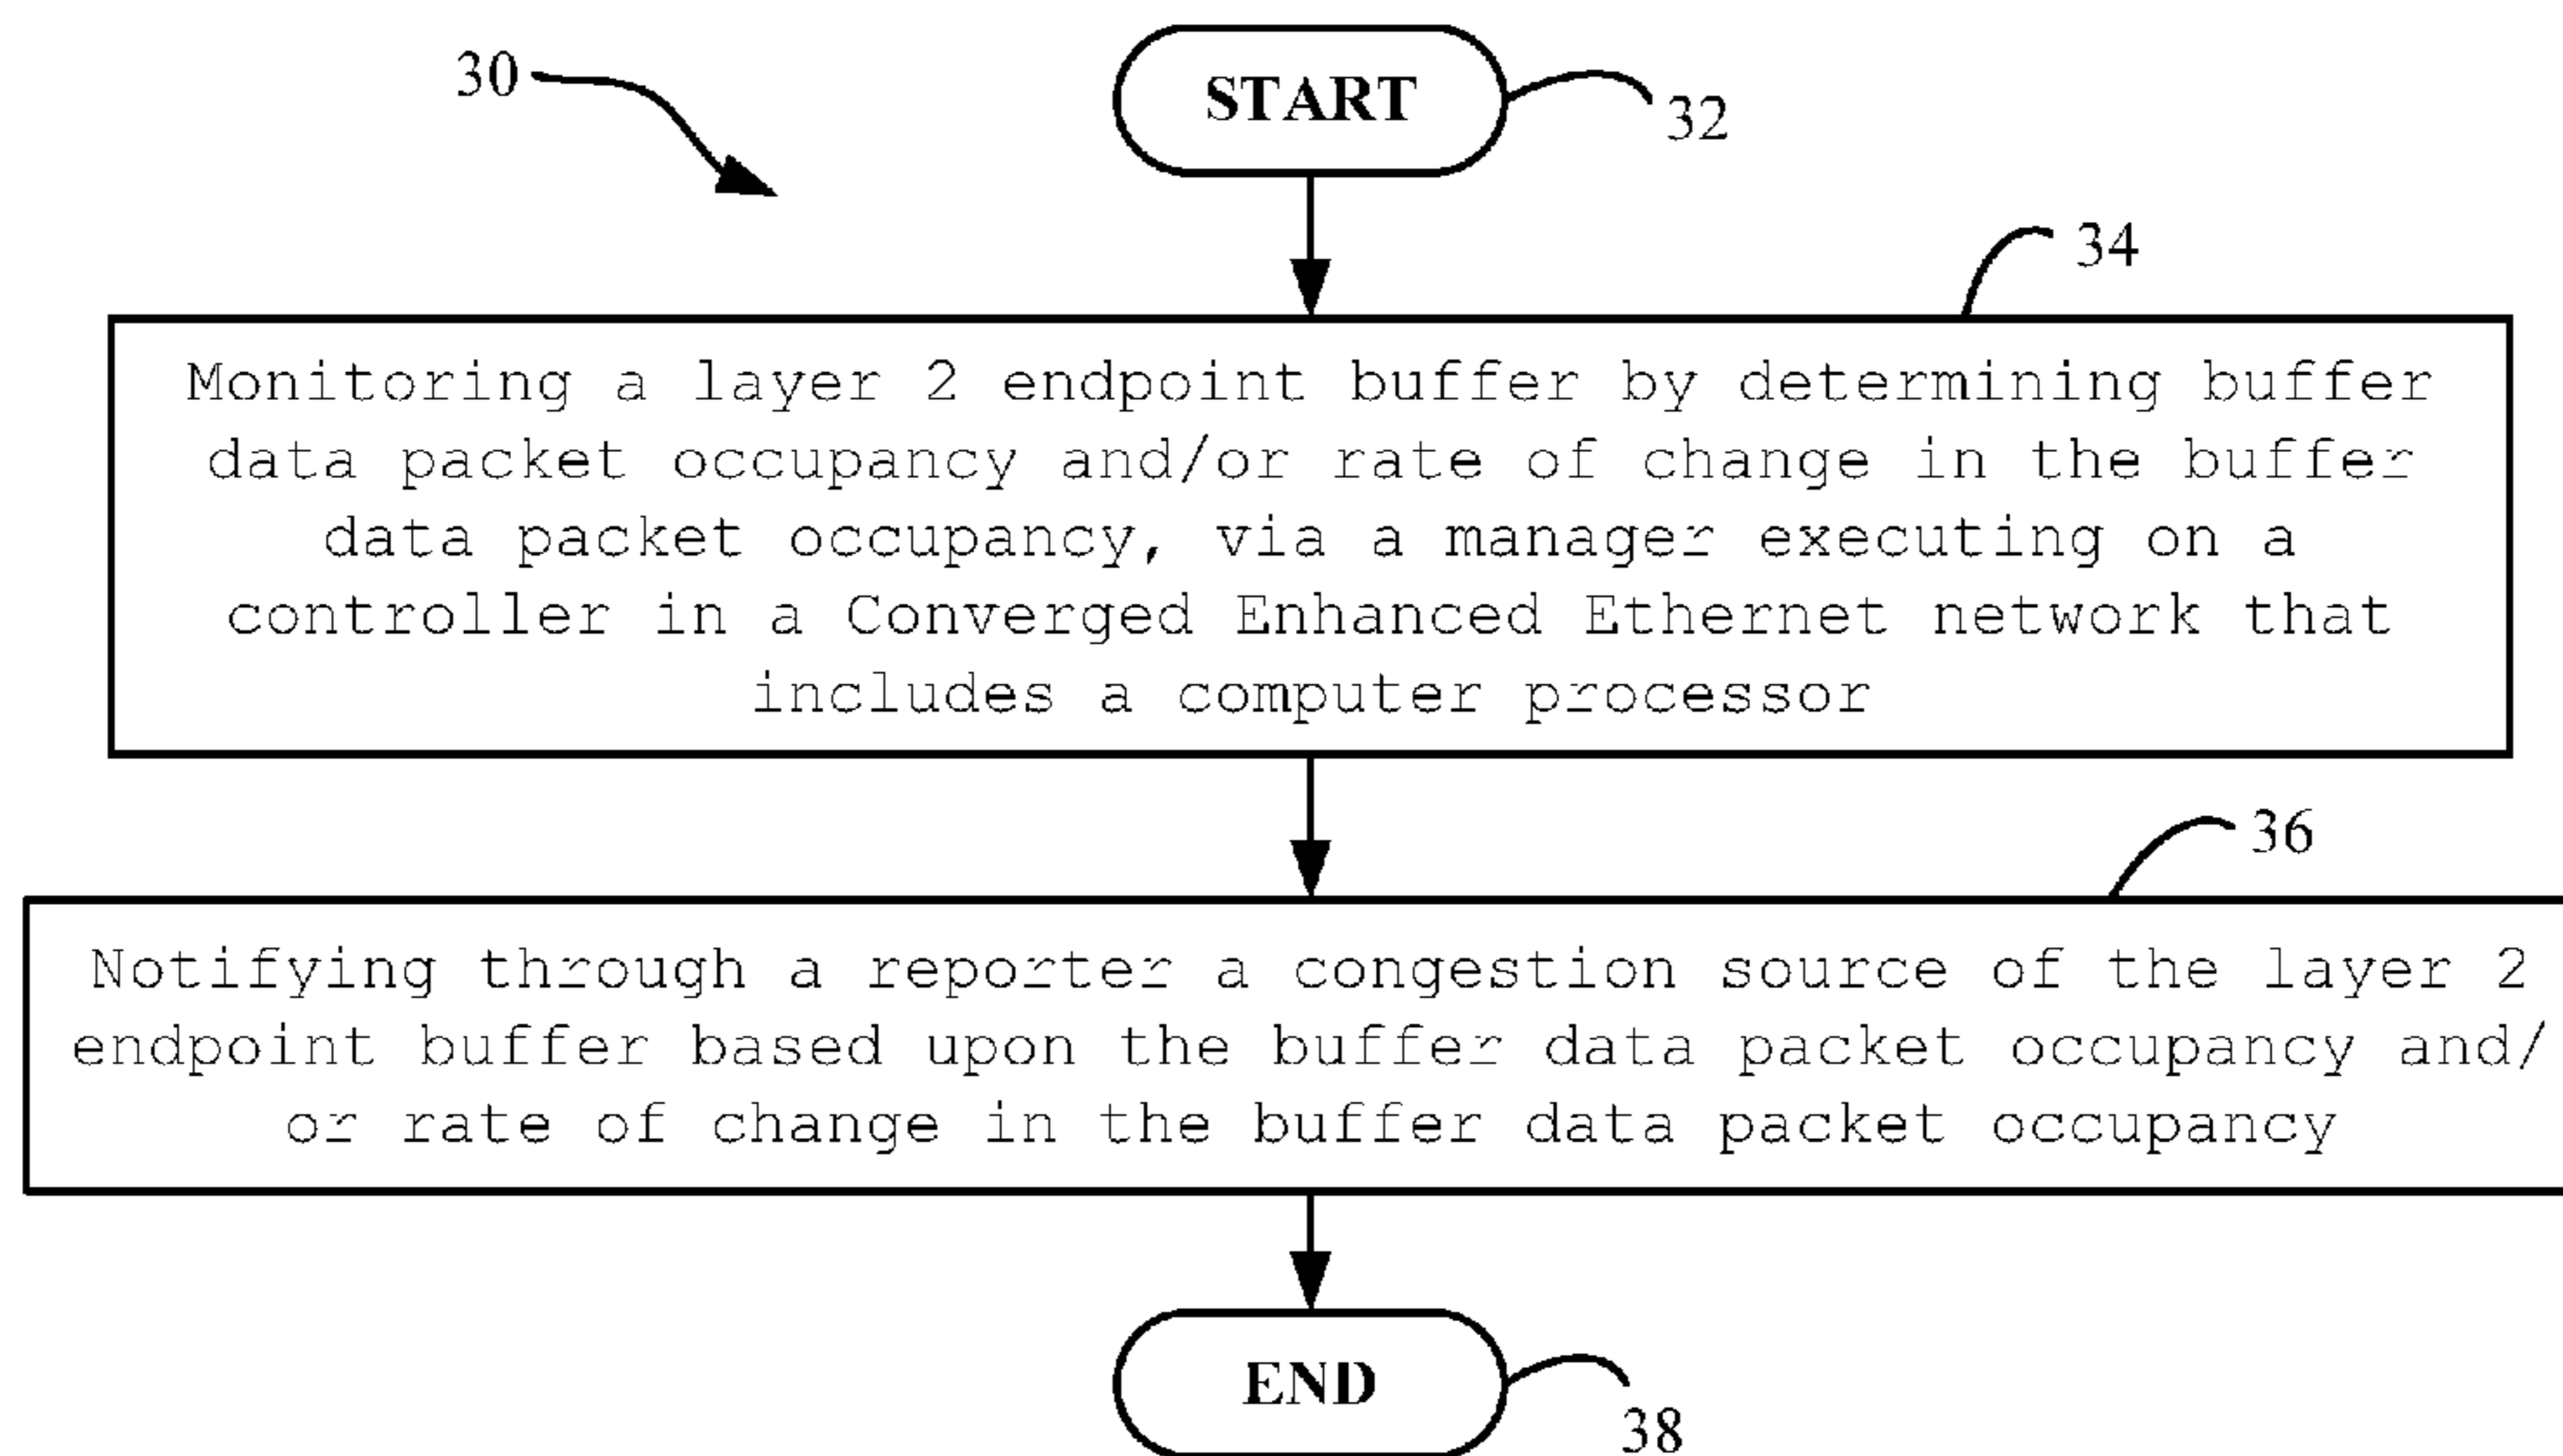 30
START
32
34
Monitoring a layer 2 endpoint buffer by determining buffer
data packet occupancy and/or rate of change in the buffer
data packet occupancy, via a manager executing on a
controller in a Converged Enhanced Ethernet network that
includes a computer processor
36
Notifying through a reporter a congestion source of the layer 2
endpoint buffer based upon the buffer data packet occupancy and/
or rate of change in the buffer data packet occupancy
END
38